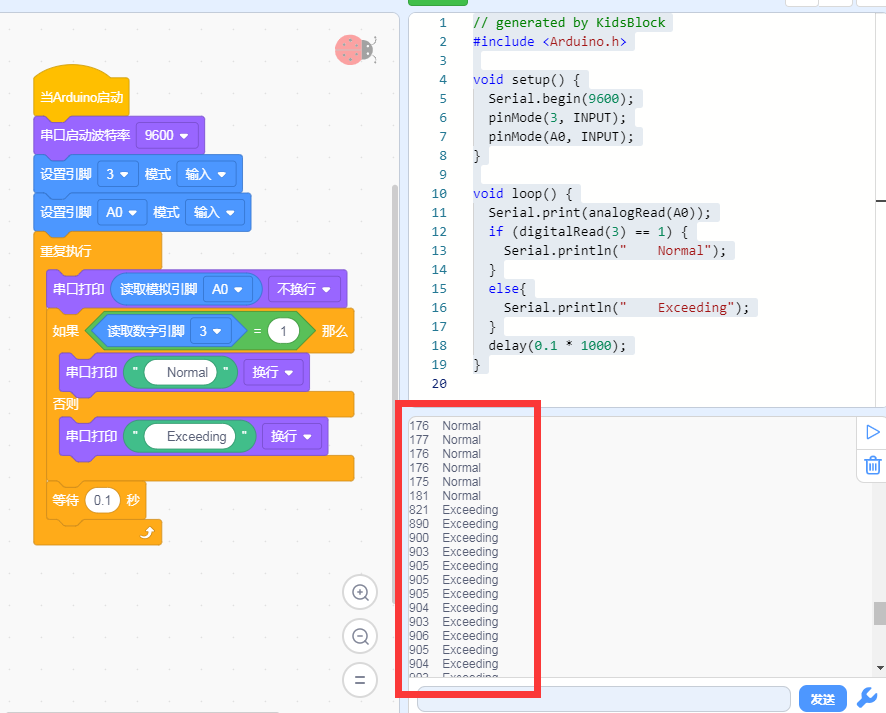 当Arduino启动
串口启动波特率 9600
设置引脚 3 模式 输入
设置引脚 A0 模式 输入
重复执行
串口打印 读取模拟引脚 A0 不换行
如果 读取数字引脚 3 = 1 那么
串口打印 " Normal " 换行
否则
串口打印 " Exceeding " 换行
等待 0.1 秒
1 // generated by KidsBlock
2 #include <Arduino.h>
3
4 void setup() {
5 Serial.begin(9600);
6 pinMode(3, INPUT);
7 pinMode(A0, INPUT);
8 }
9
10 void loop() {
11 Serial.print(analogRead(A0));
12 if (digitalRead(3) == 1) {
13 Serial.println("    Normal");
14 }
15 else{
16 Serial.println("    Exceeding");
17 }
18 delay(0.1 * 1000);
19 }
20
176 Normal
177 Normal
176 Normal
176 Normal
175 Normal
181 Normal
821 Exceeding
890 Exceeding
900 Exceeding
903 Exceeding
905 Exceeding
905 Exceeding
905 Exceeding
904 Exceeding
903 Exceeding
906 Exceeding
905 Exceeding
904 Exceeding
发送